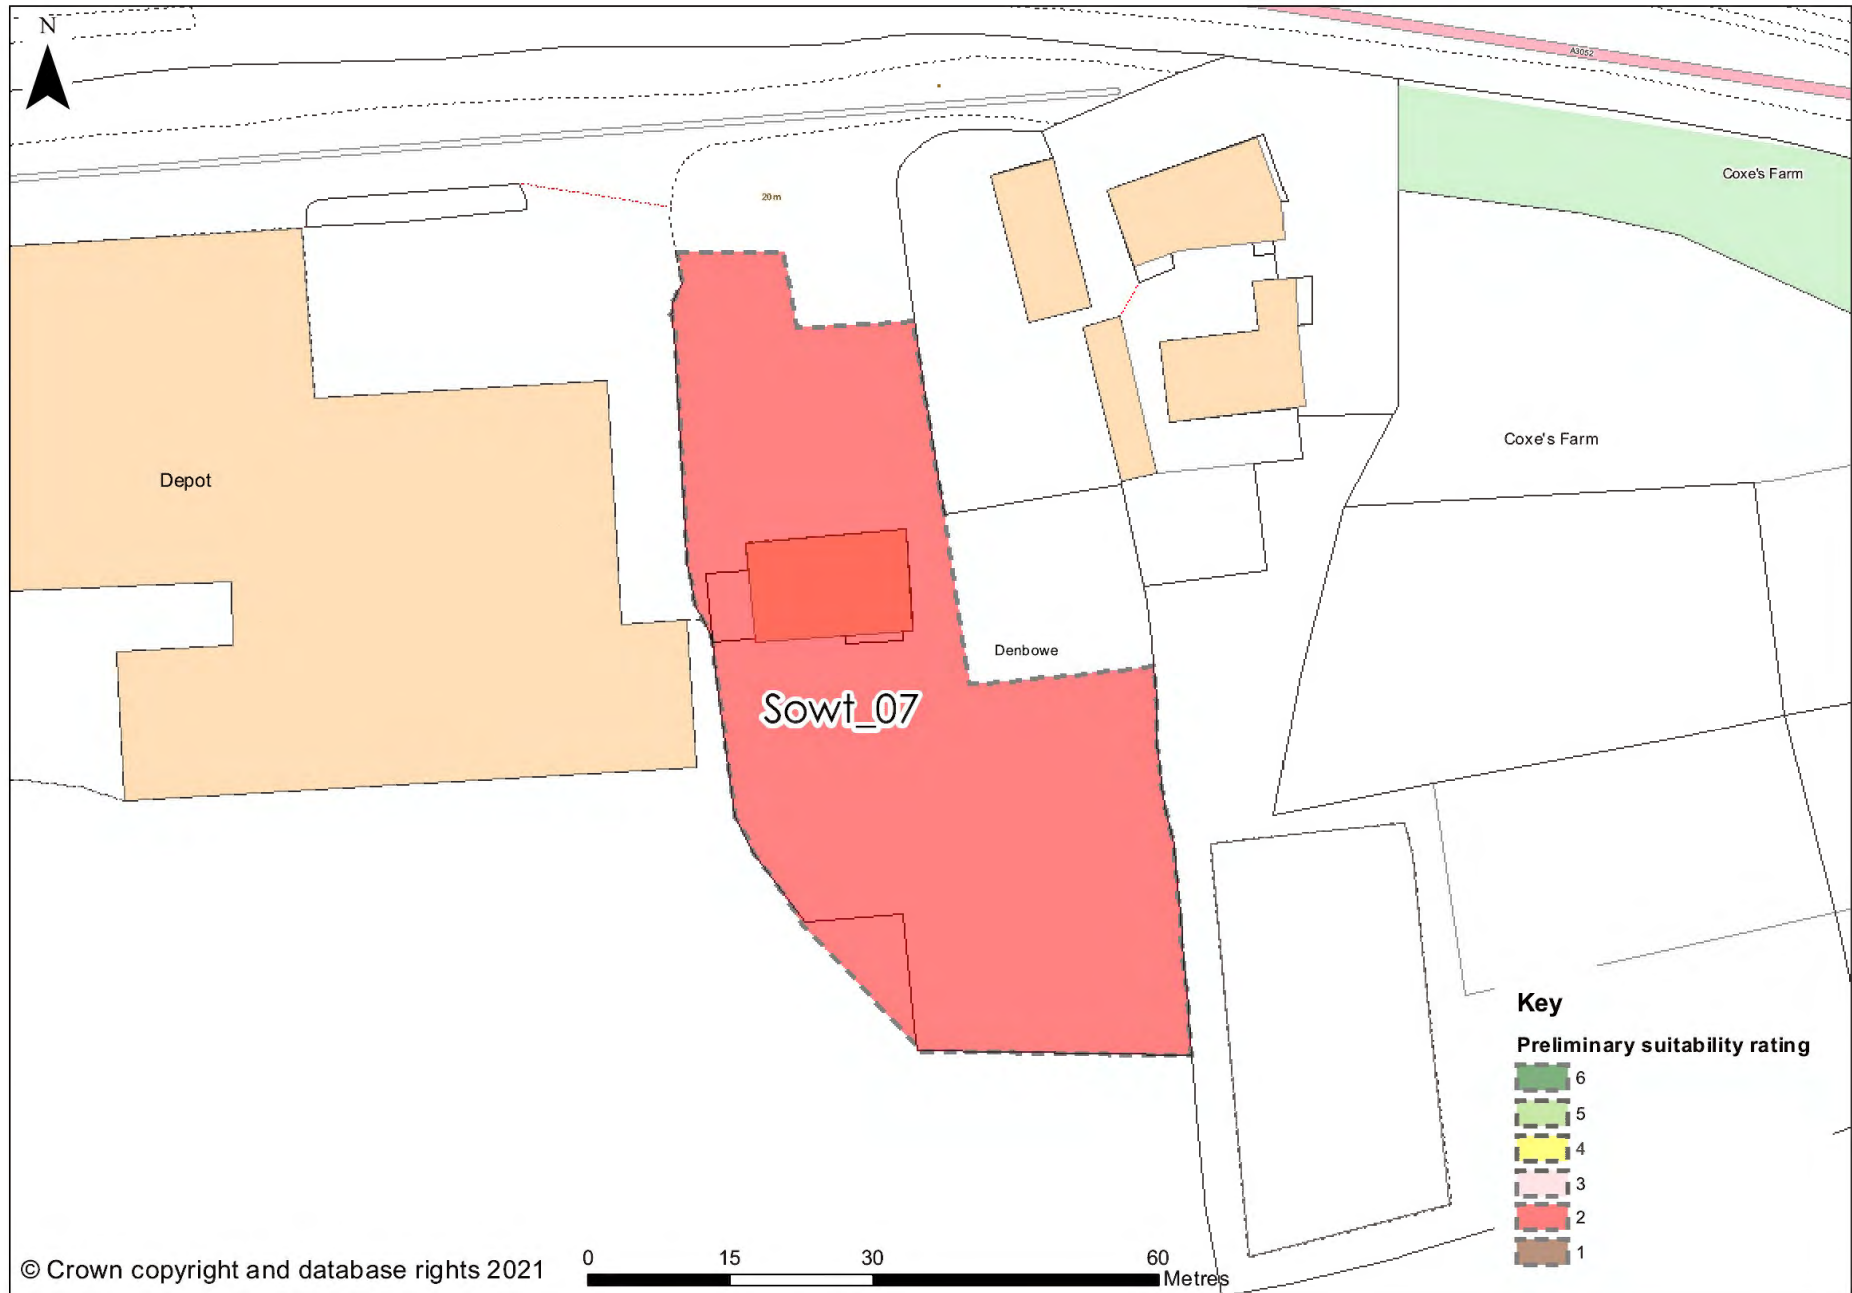 N
A3052
Coxe's Farm
20m
Coxe's Farm
Depot
Denbowe
Sowt_07
Key
Preliminary suitability rating
6
5
4
3
2
1
0 15 30 60
Metres
© Crown copyright and database rights 2021